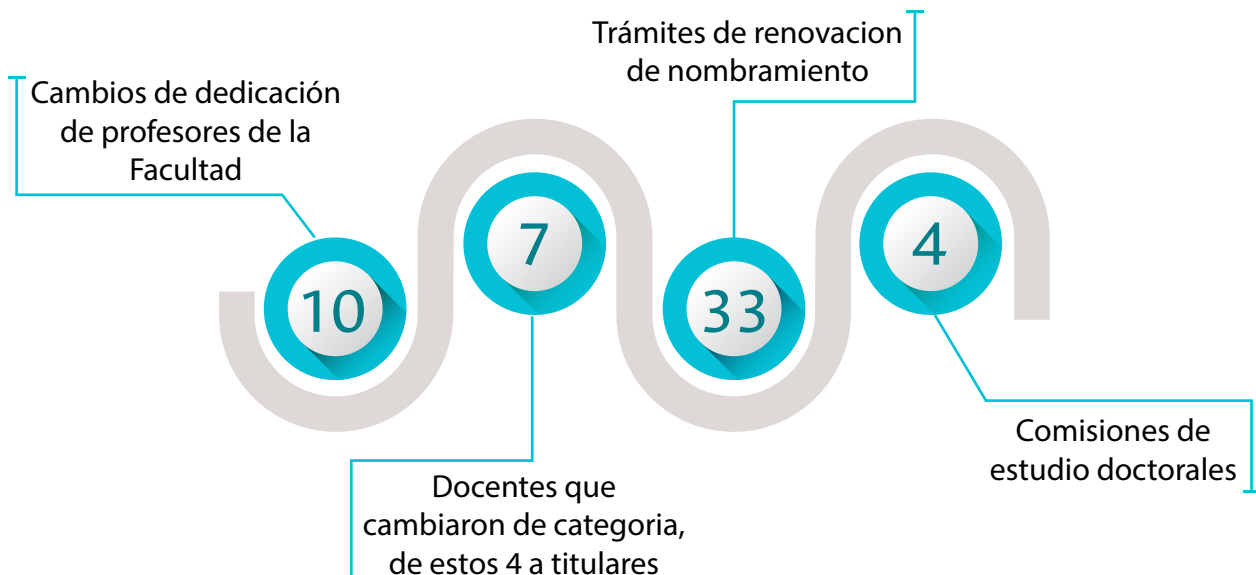 Cambios de dedicación
de profesores de la
Facultad
10
7
Docentes que
cambiaron de categoria,
de estos 4 a titulares
Trámites de renovacion
de nombramiento
33
4
Comisiones de
estudio doctorales